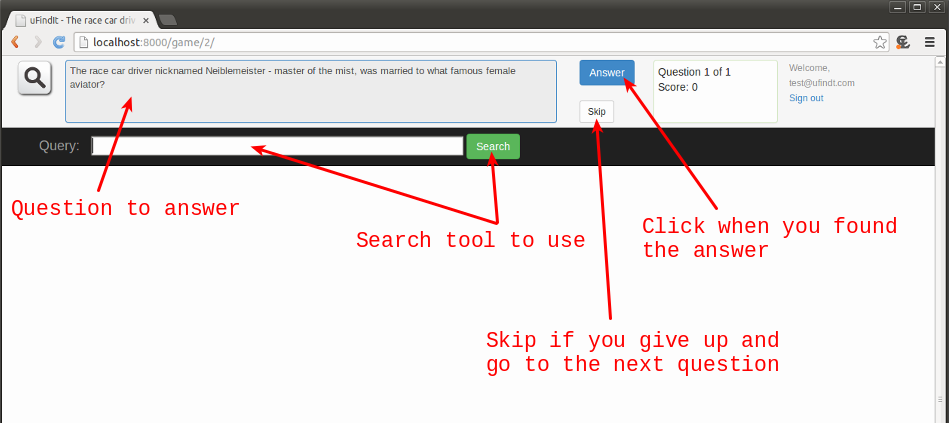 uFindIt - The race car driv
localhost:8000/game/2/
The race car driver nicknamed Neiblemeister - master of the mist, was married to what famous female
aviator?
Answer
Skip
Question 1 of 1
Score: 0
Welcome,
test@ufindt.com
Sign out
Query:
Search
Question to answer
Search tool to use
Click when you found
the answer
Skip if you give up and
go to the next question